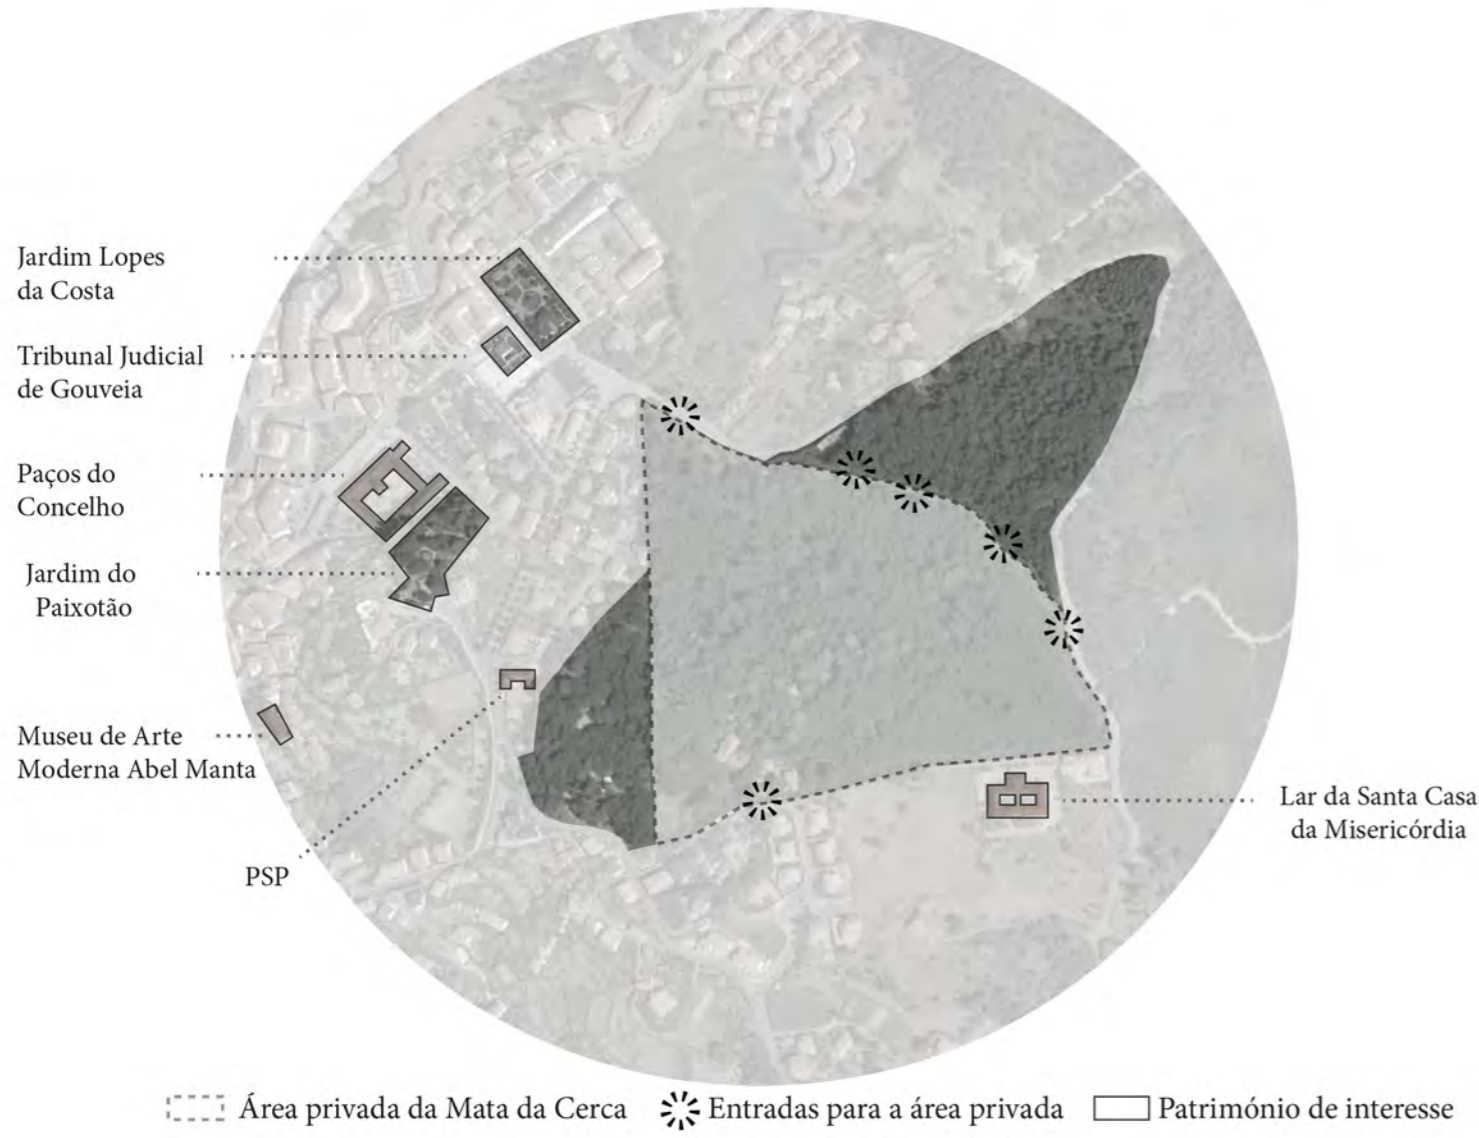 Jardim Lopes
da Costa
Tribunal Judicial
de Gouveia
Paços do
Concelho
Jardim do
Paixotão
Museu de Arte
Moderna Abel Manta
PSP
Lar da Santa Casa
da Misericórdia
Área privada da Mata da Cerca
Entradas para a área privada
Património de interesse